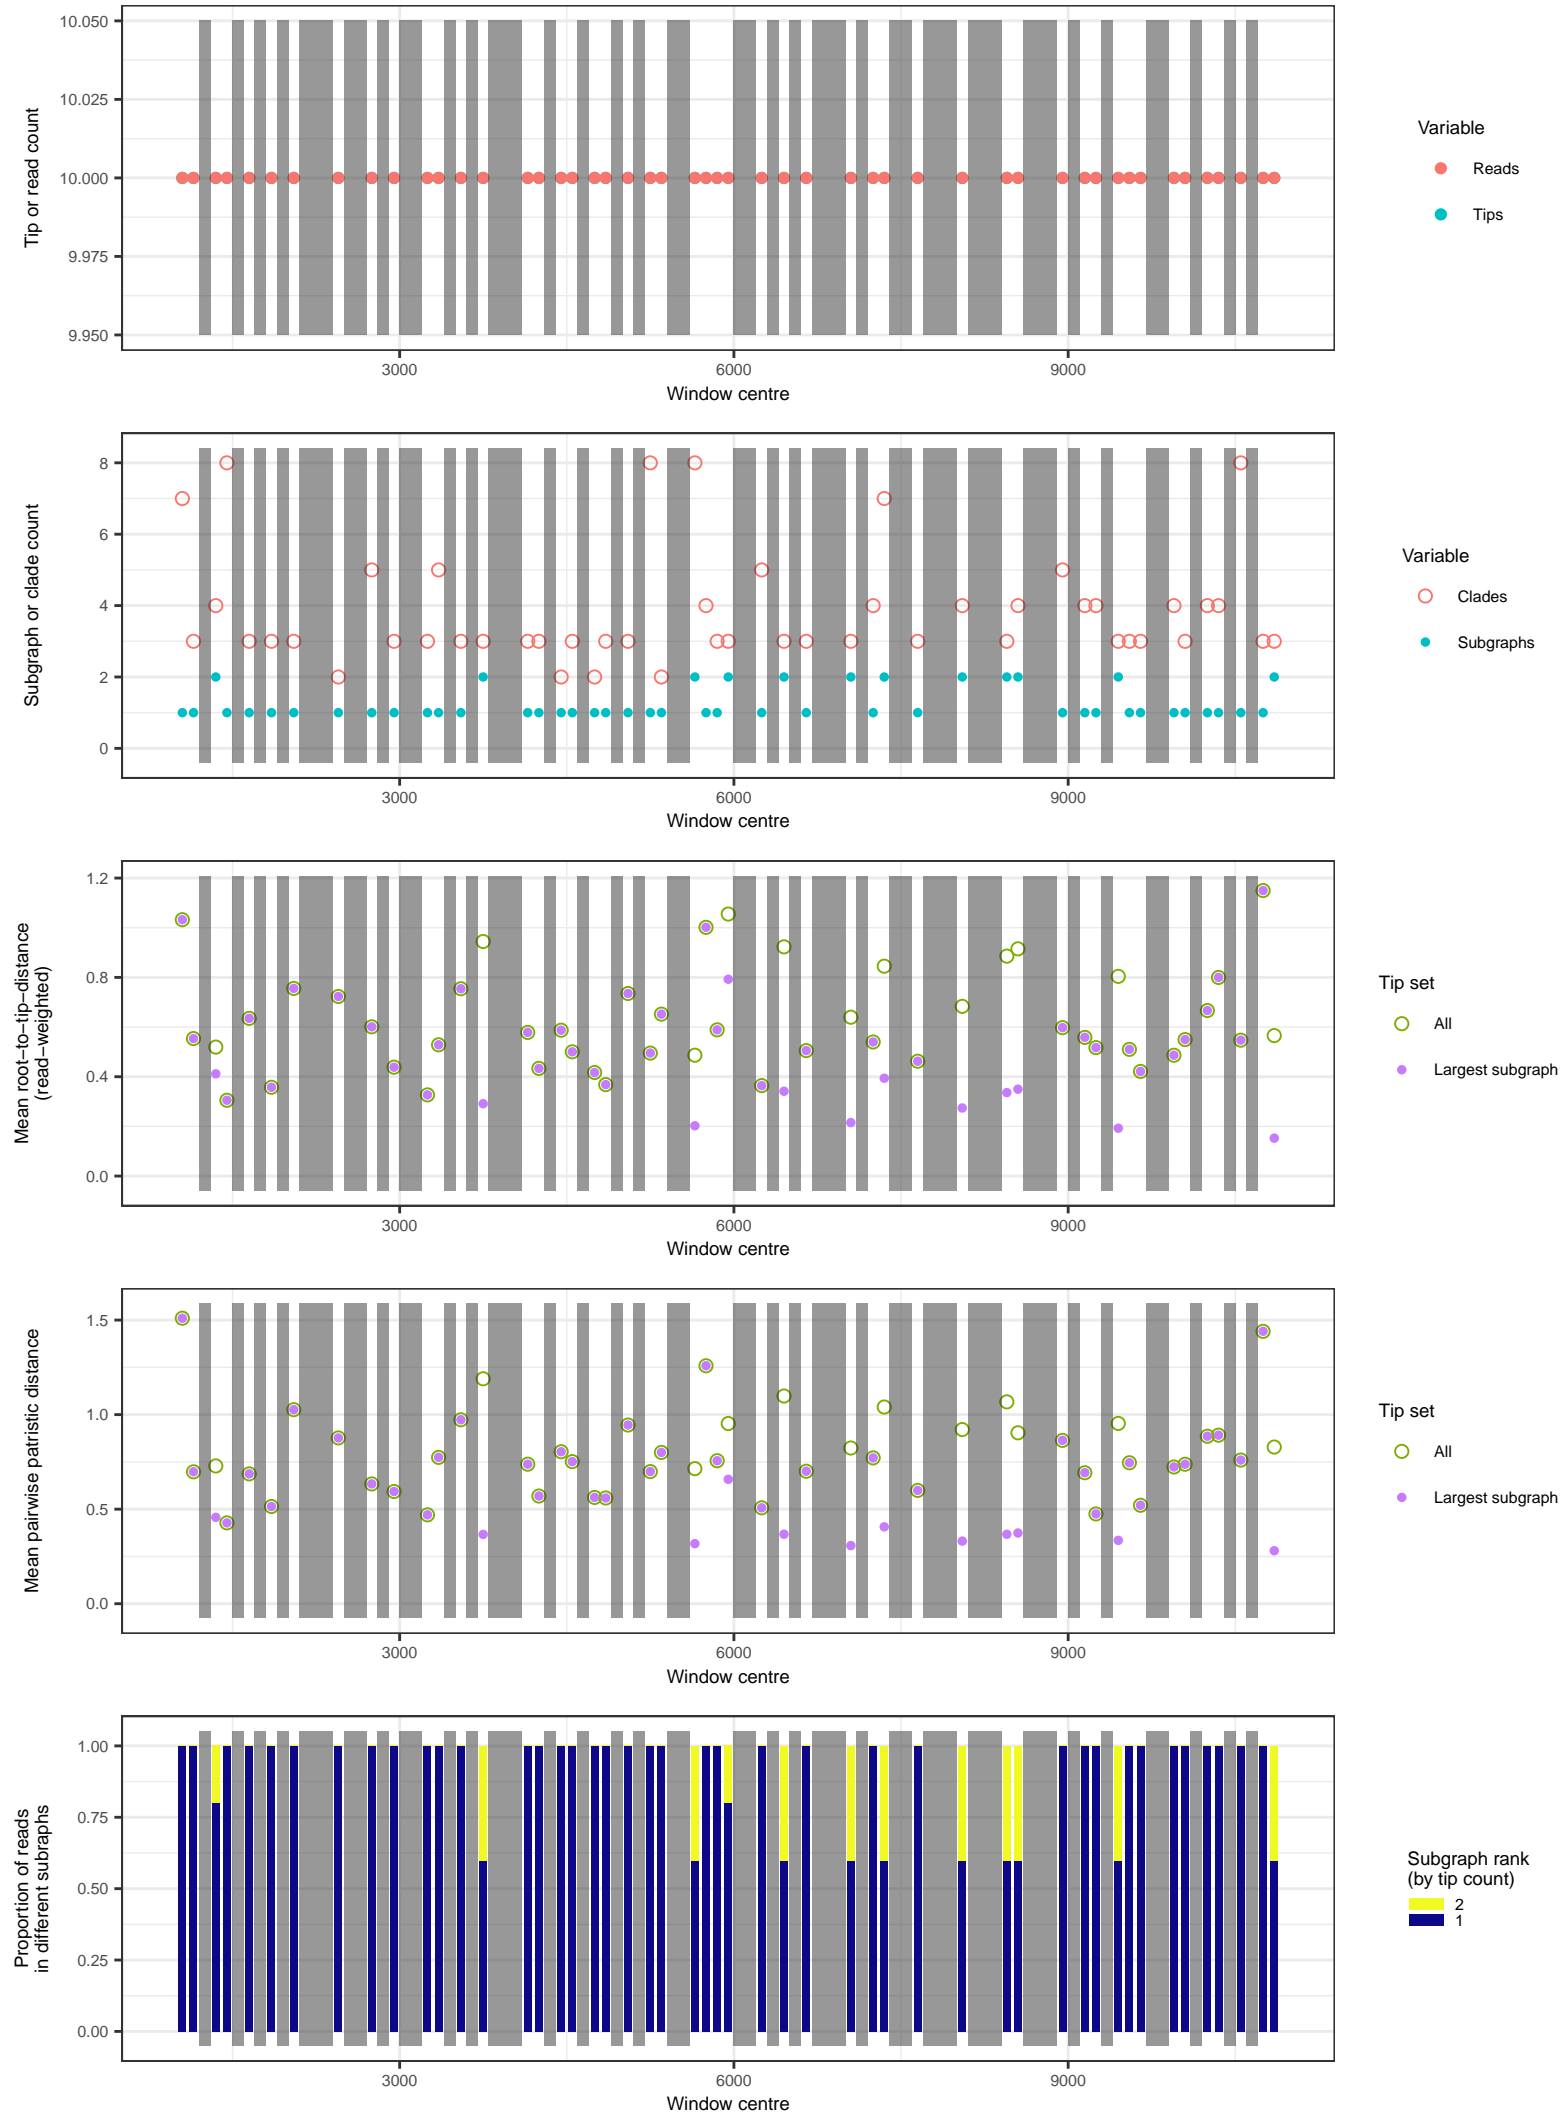 10.050
10.025
10.000
9.975
9.950
Tip or read count
3000
6000
9000
Window centre
Variable
Reads
Tips
8
6
4
2
0
Subgraph or clade count
3000
6000
9000
Window centre
Variable
Clades
Subgraphs
1.2
0.8
0.4
0.0
Mean root−to−tip−distance
(read−weighted)
3000
6000
9000
Window centre
Tip set
All
Largest subgraph
1.5
1.0
0.5
0.0
Mean pairwise patristic distance
3000
6000
9000
Window centre
Tip set
All
Largest subgraph
1.00
0.75
0.50
0.25
0.00
Proportion of reads
in different subraphs
3000
6000
9000
Window centre
Subgraph rank
(by tip count)
2
1